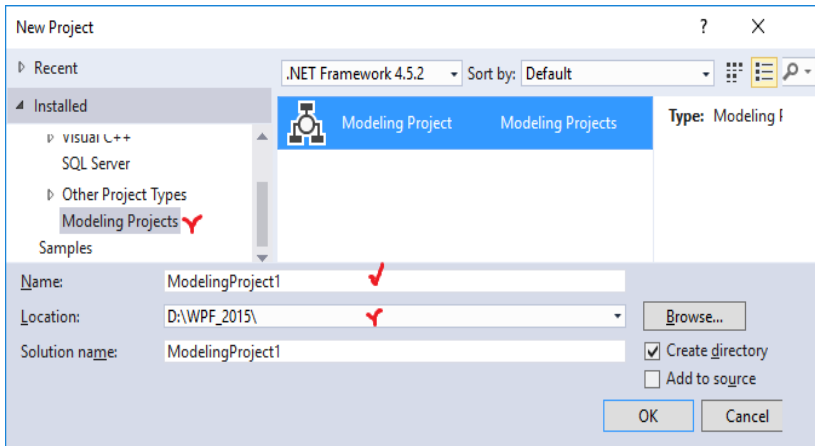 New Project ?
Recent
.NET Framework 4.5.2 Sort by: Default
Installed
Visual C++
SQL Server
Other Project Types
Modeling Projects
Samples
Modeling Project Modeling Projects
Type: Modeling
Name: ModelingProject1
Location: D:\WPF_2015\ Browse...
Solution name: ModelingProject1
Create directory
Add to source
OK Cancel